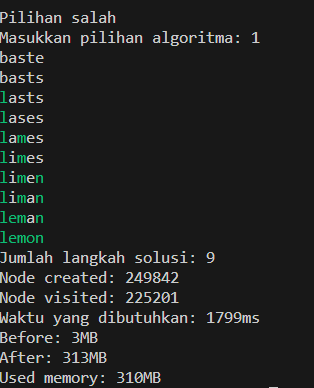 Pilihan salah
Masukkan pilihan algoritma: 1
baste
basts
lasts
lases
lames
limes
limen
liman
leman
lemon
Jumlah langkah solusi: 9
Node created: 249842
Node visited: 225201
Waktu yang dibutuhkan: 1799ms
Before: 3MB
After: 313MB
Used memory: 310MB